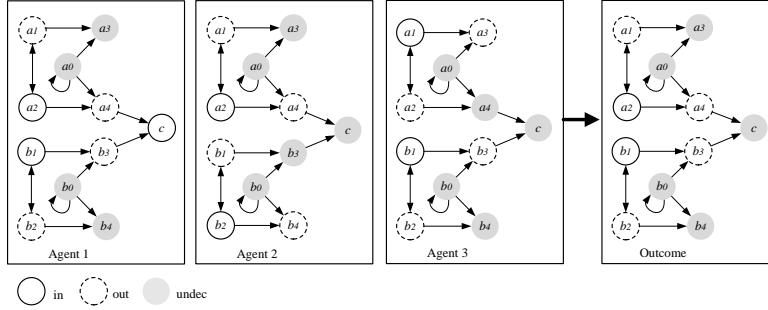 a1 a3
a0
a2 a4
c
b1 b3
b0
b2 b4
Agent 1
a1 a3
a0
a2 a4
c
b1 b3
b0
b2 b4
Agent 2
a1 a3
a0
a2 a4
c
b1 b3
b0
b2 b4
Agent 3
a1 a3
a0
a2 a4
c
b1 b3
b0
b2 b4
Outcome
in out undec